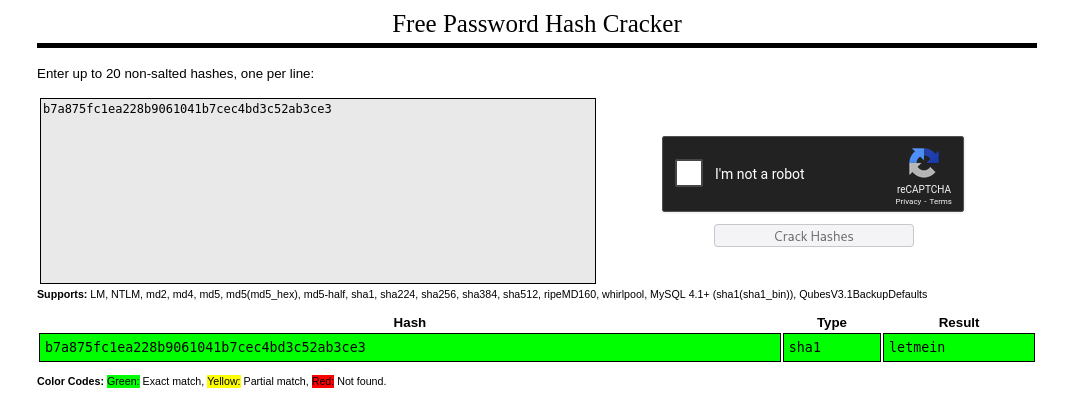 Free Password Hash Cracker
Enter up to 20 non-salted hashes, one per line:
b7a875fc1ea228b9061041b7cec4bd3c52ab3ce3
I'm not a robot
reCAPTCHA
Privacy - Terms
Crack Hashes
Supports: LM, NTLM, md2, md4, md5, md5(md5_hex), md5-half, sha1, sha224, sha256, sha384, sha512, ripeMD160, whirlpool, MySQL 4.1+ (sha1(sha1_bin)), QubesV3.1BackupDefaults
Hash Type Result
b7a875fc1ea228b9061041b7cec4bd3c52ab3ce3 sha1 letmein
Color Codes: Green: Exact match, Yellow: Partial match, Red: Not found.